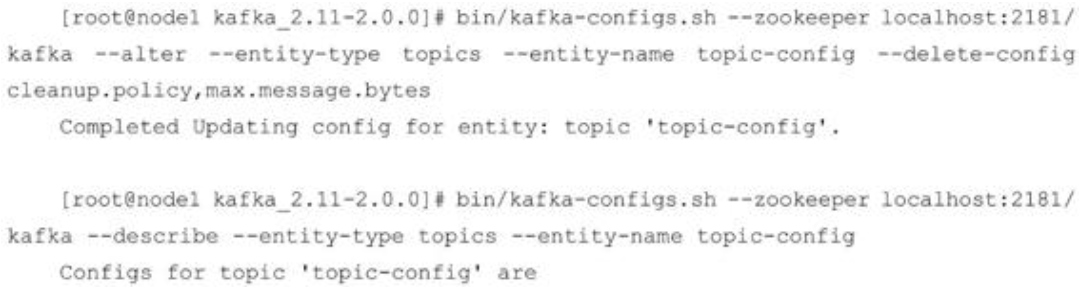 [root@node1 kafka_2.11-2.0.0]# bin/kafka-configs.sh --zookeeper localhost:2181/
kafka --alter --entity-type topics --entity-name topic-config --delete-config
cleanup.policy,max.message.bytes
Completed Updating config for entity: topic 'topic-config'.
[root@node1 kafka_2.11-2.0.0]# bin/kafka-configs.sh --zookeeper localhost:2181/
kafka --describe --entity-type topics --entity-name topic-config
Configs for topic 'topic-config' are